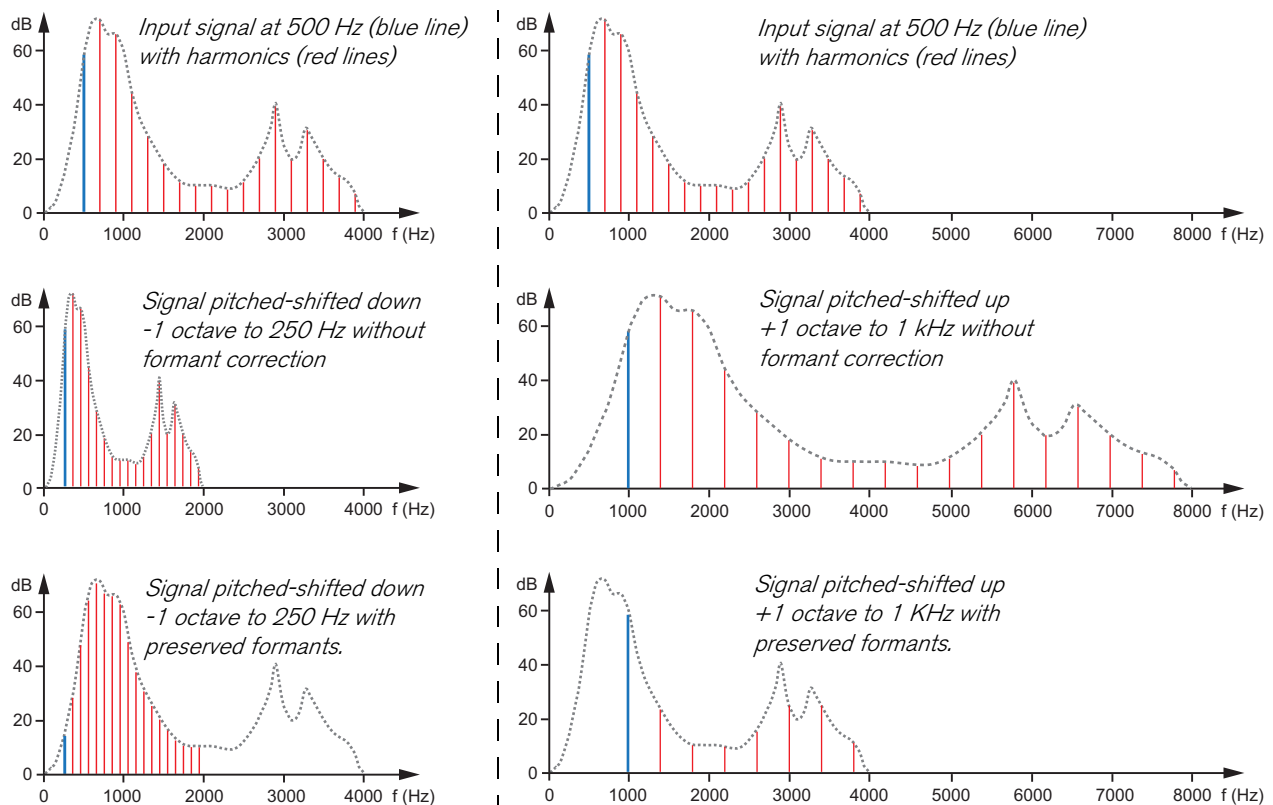 dB
Input signal at 500 Hz (blue line)
with harmonics (red lines)
60
40
20
0
0 1000 2000 3000 4000 f (Hz)
dB
Input signal at 500 Hz (blue line)
with harmonics (red lines)
60
40
20
0
0 1000 2000 3000 4000 5000 6000 7000 8000 f (Hz)
dB
Signal pitched-shifted down
-1 octave to 250 Hz without
formant correction
60
40
20
0
0 1000 2000 3000 4000 f (Hz)
dB
Signal pitched-shifted up
+1 octave to 1 kHz without
formant correction
60
40
20
0
0 1000 2000 3000 4000 5000 6000 7000 8000 f (Hz)
dB
Signal pitched-shifted down
-1 octave to 250 Hz with
preserved formants.
60
40
20
0
0 1000 2000 3000 4000 f (Hz)
dB
Signal pitched-shifted up
+1 octave to 1 KHz with
preserved formants.
60
40
20
0
0 1000 2000 3000 4000 5000 6000 7000 8000 f (Hz)